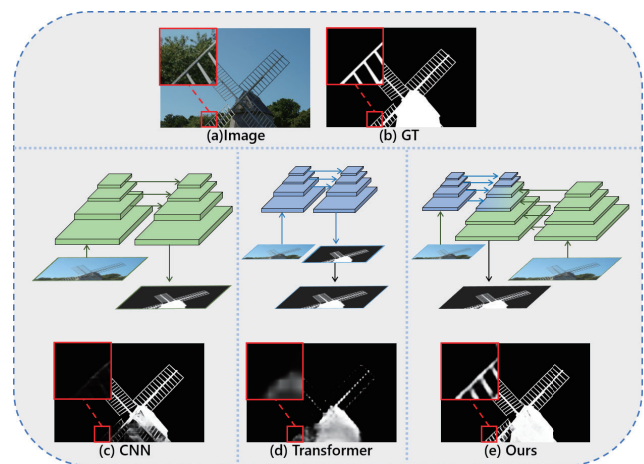 (a)Image
(b) GT
(c) CNN
(d) Transformer
(e) Ours